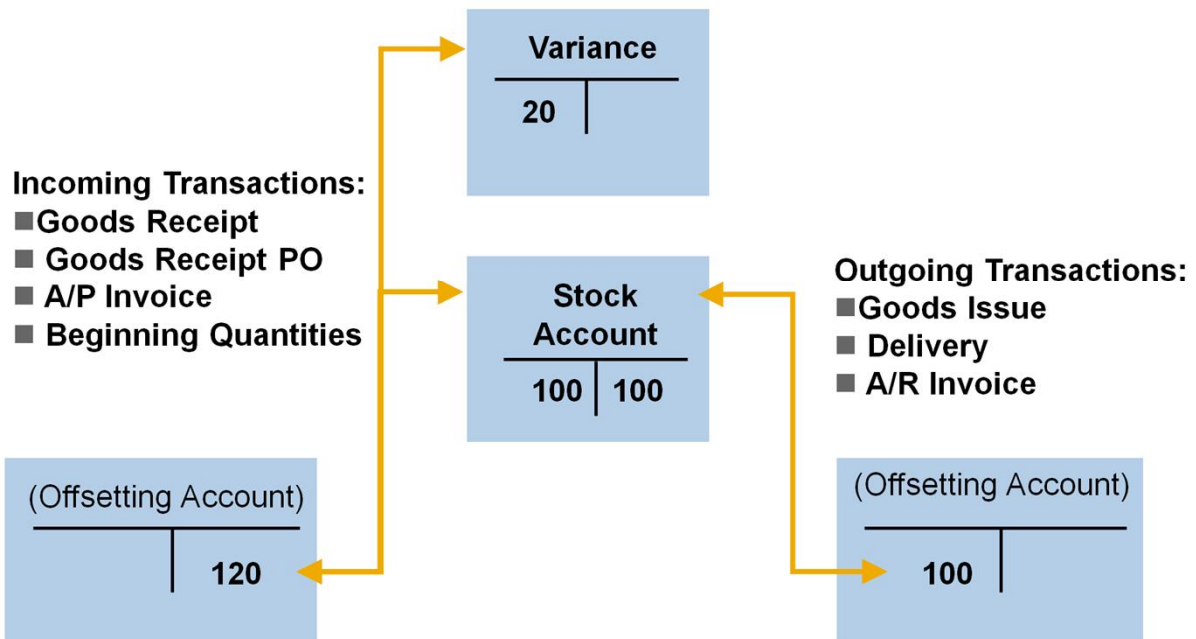 Variance
20
Incoming Transactions:
Goods Receipt
Goods Receipt PO
A/P Invoice
Beginning Quantities
Stock
Account
100 100
Outgoing Transactions:
Goods Issue
Delivery
A/R Invoice
(Offsetting Account)
120
(Offsetting Account)
100